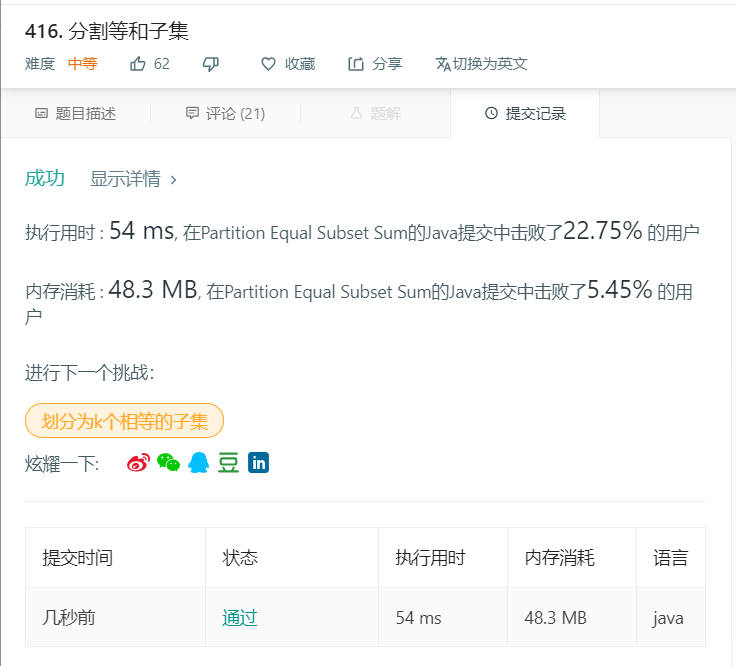 416. 分割等和子集
难度 中等 62 收藏 分享 切换为英文
题目描述 评论 (21) 题解 提交记录
成功 显示详情 ›
执行用时 : 54 ms, 在Partition Equal Subset Sum的Java提交中击败了22.75% 的用户
内存消耗 : 48.3 MB, 在Partition Equal Subset Sum的Java提交中击败了5.45% 的用
户
进行下一个挑战:
划分为k个相等的子集
炫耀一下: 豆 in
提交时间 状态 执行用时 内存消耗 语言
几秒前 通过 54 ms 48.3 MB java